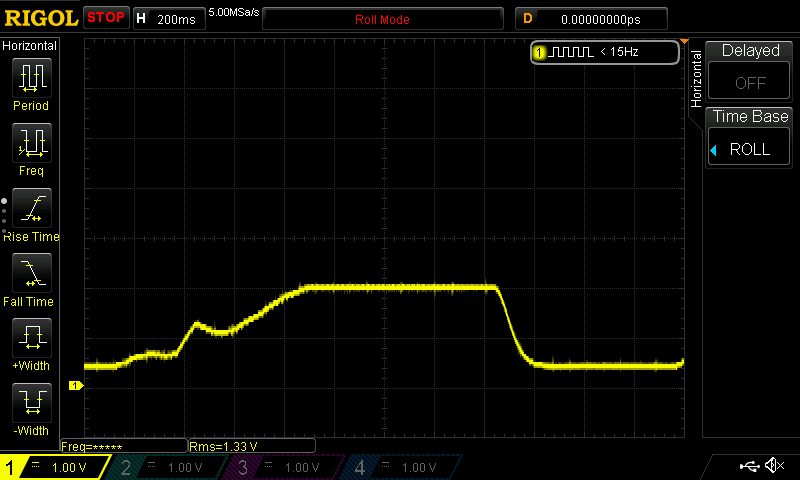 RIGOL STOP H 200ms 5.00MSa/s Roll Mode D 0.00000000ps
Horizontal
1 < 15Hz
Period
Freq
Rise Time
Fall Time
+Width
-Width
1
Freq=***** Rms=1.33 V
1 1.00 V 2 1.00 V 3 1.00 V 4 1.00 V
Horizontal
Delayed
OFF
Time Base
ROLL